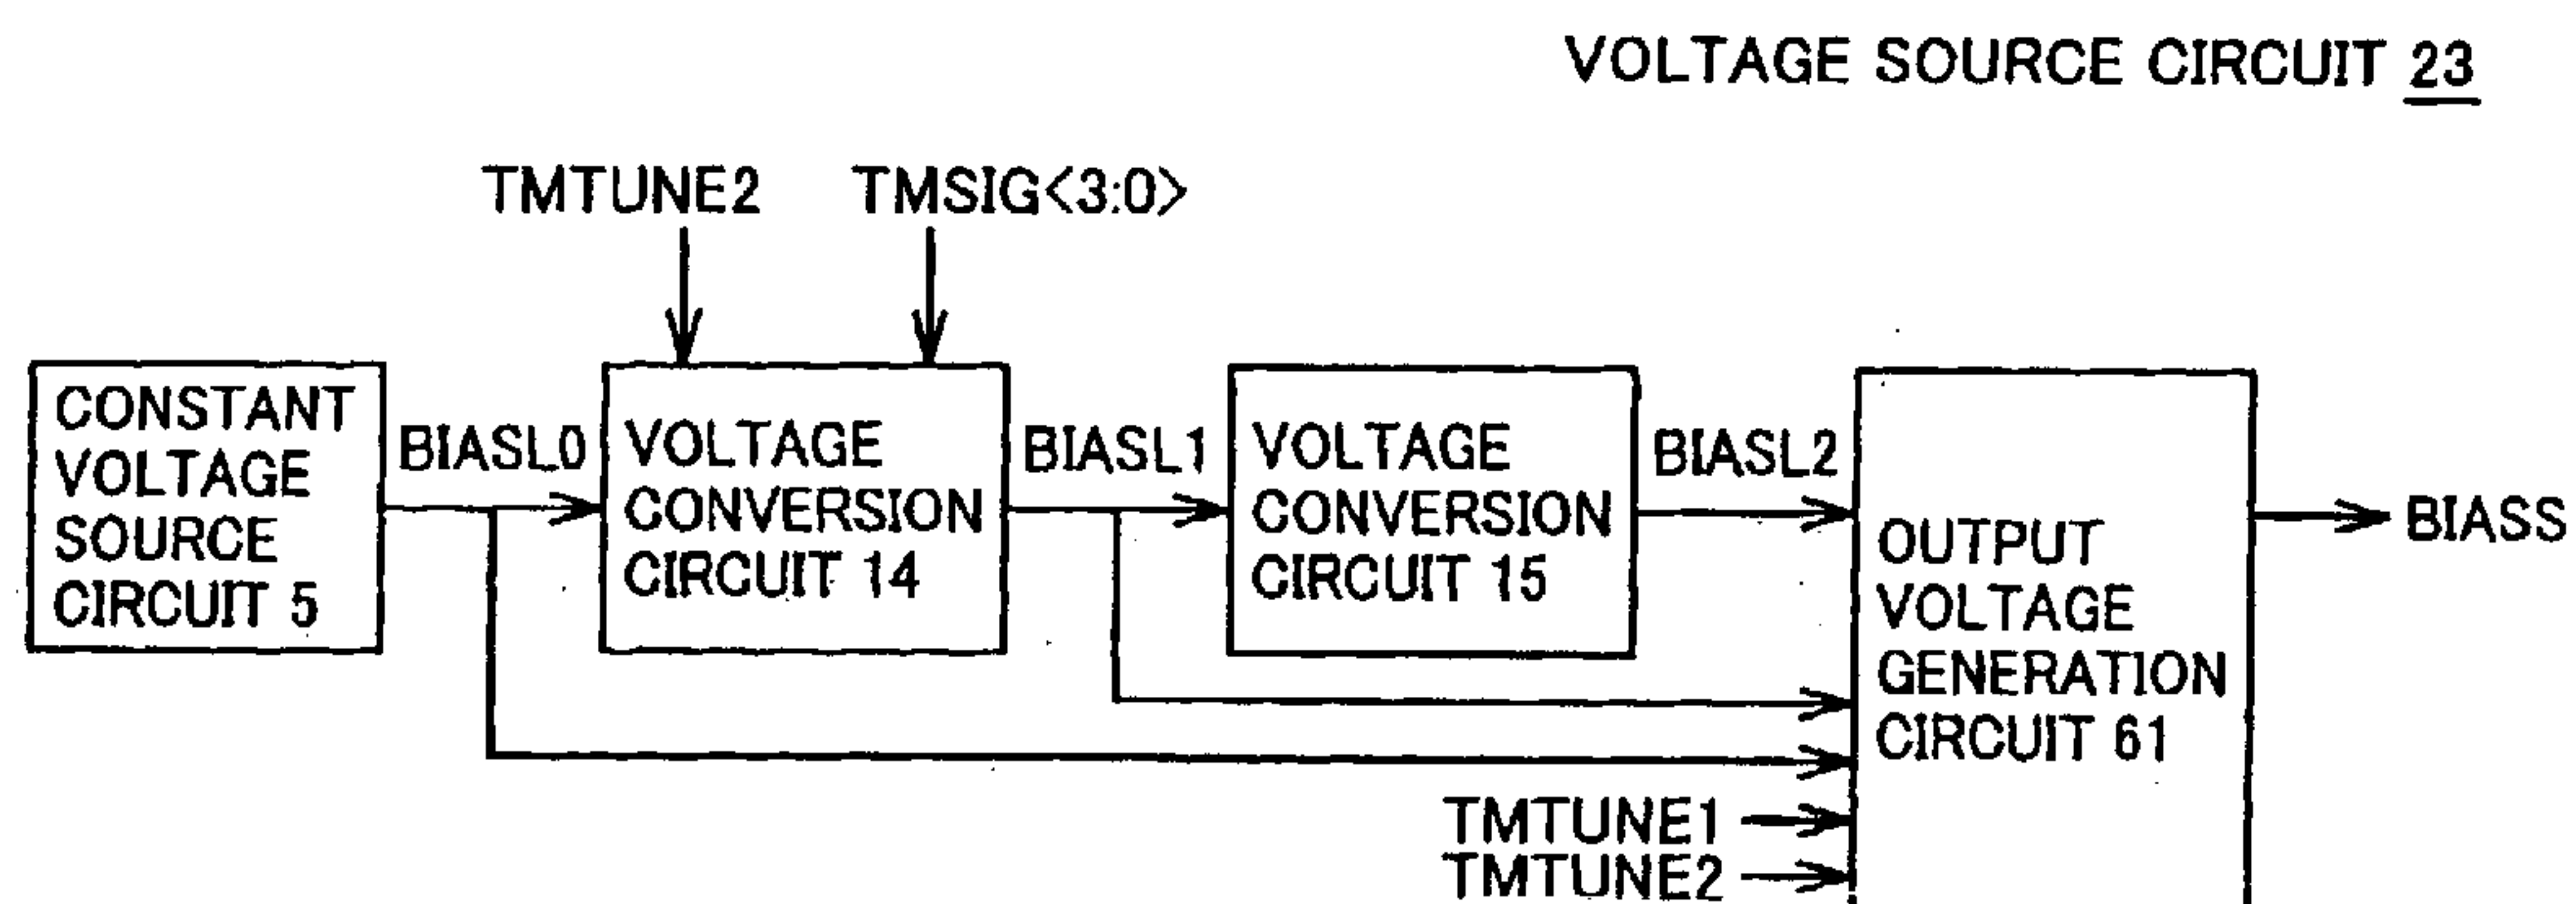 VOLTAGE SOURCE CIRCUIT 23
TMTUNE2 TMSIG<3:0>
CONSTANT
VOLTAGE
SOURCE
CIRCUIT 5
BIASL0
VOLTAGE
CONVERSION
CIRCUIT 14
BIASL1
VOLTAGE
CONVERSION
CIRCUIT 15
BIASL2
OUTPUT
VOLTAGE
GENERATION
CIRCUIT 61
BIASS
TMTUNE1
TMTUNE2